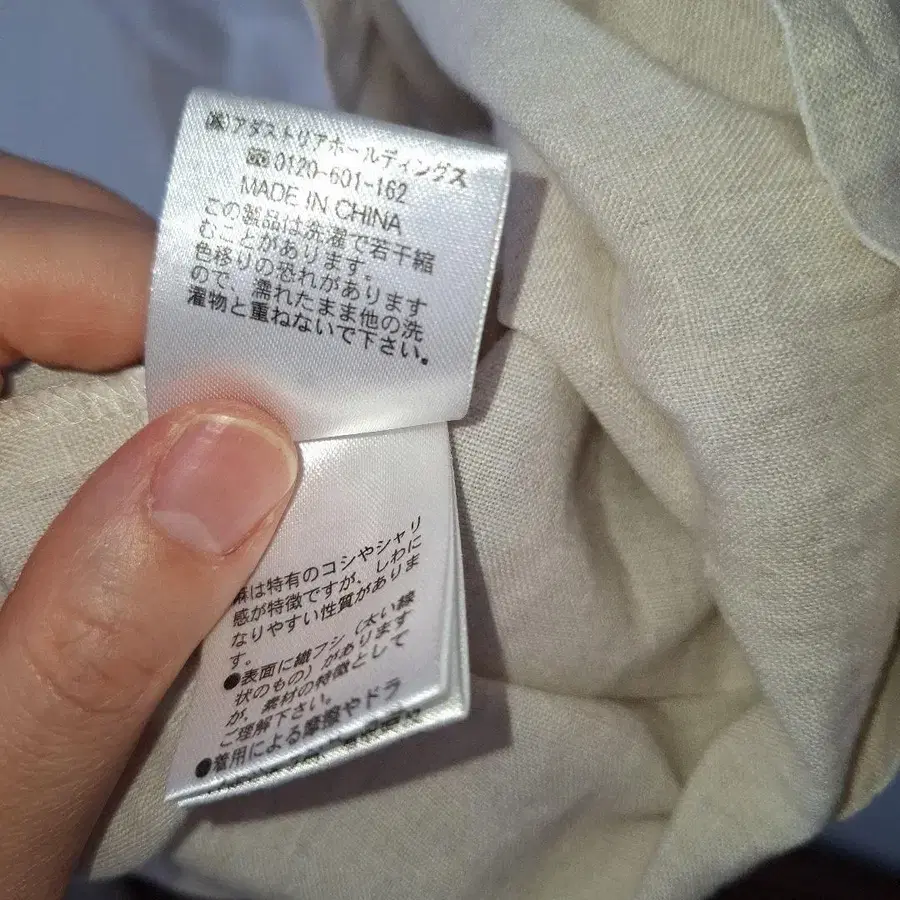 ㈱アダストリアホールディングス
0120-601-162
MADE IN CHINA
この製品は洗濯で若干縮
むことがあります。
色移りの恐れがあります
ので、濡れたまま他の洗
濯物と重ねないで下さい。
麻は特有のコシやシャリ
感が特徴ですが、しわに
なりやすい性質がありま
す。
●表面に織フシ（太い線
状のもの）があります
が、素材の特徴として
ご理解下さい。
●着用による摩擦やドラ